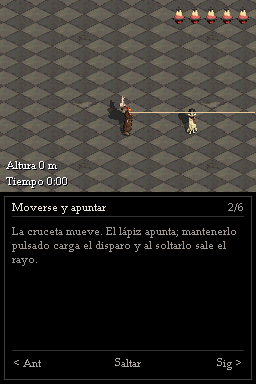 Altura 0 m
Tiempo 0:00
Moverse y apuntar 2/6
La cruceta mueve. El lápiz apunta; mantenerlo
pulsado carga el disparo y al soltarlo sale el
rayo.
< Ant Saltar Sig >